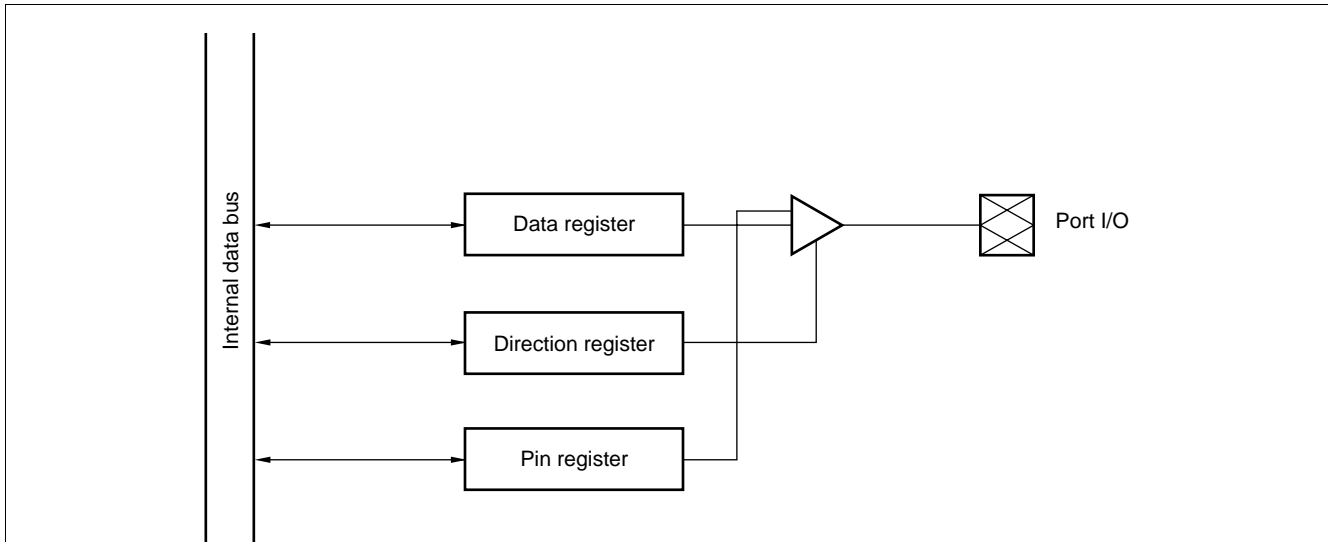 Internal data bus
Data register
Port I/O
Direction register
Pin register